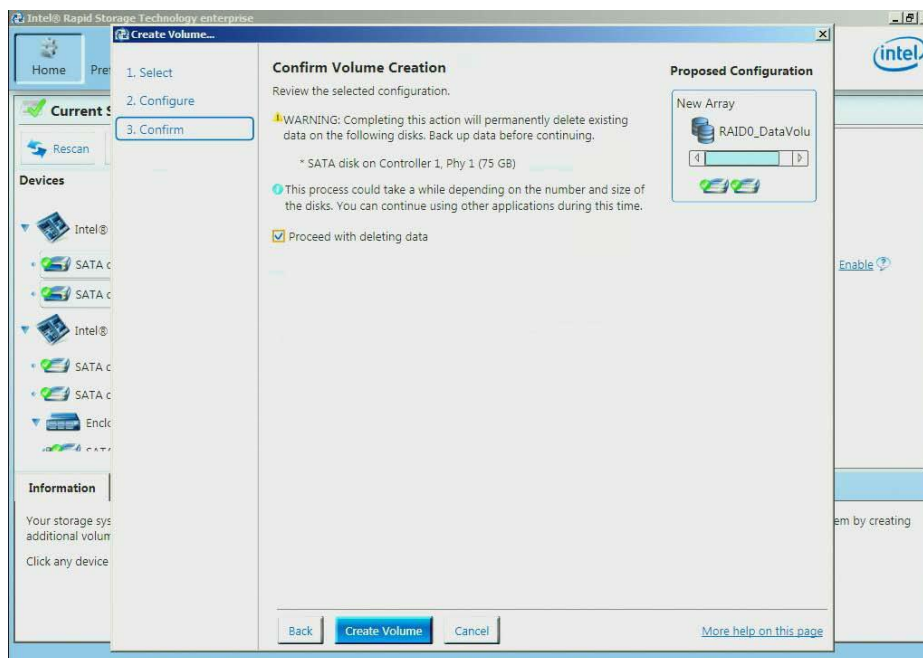 Intel® Rapid Storage Technology enterprise
Create Volume...
Home
intel
1. Select
2. Configure
3. Confirm
Current
Rescan
Devices
Intel®
SATA
SATA
Intel®
SATA
SATA
Confirm Volume Creation
Review the selected configuration.
WARNING: Completing this action will permanently delete existing
data on the following disks. Back up data before continuing.
* SATA disk on Controller 1, Phy 1 (75 GB)
This process could take a while depending on the number and size of
the disks. You can continue using other applications during this time.
Proceed with deleting data
Proposed Configuration
New Array
RAID0_DataVolu
Enable
Information
Your storage sys
additional volum
Click any device
em by creating
Back
Create Volume
Cancel
More help on this page